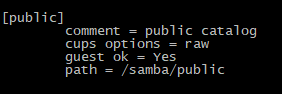 [public]
comment = public catalog
cups options = raw
guest ok = Yes
path = /samba/public